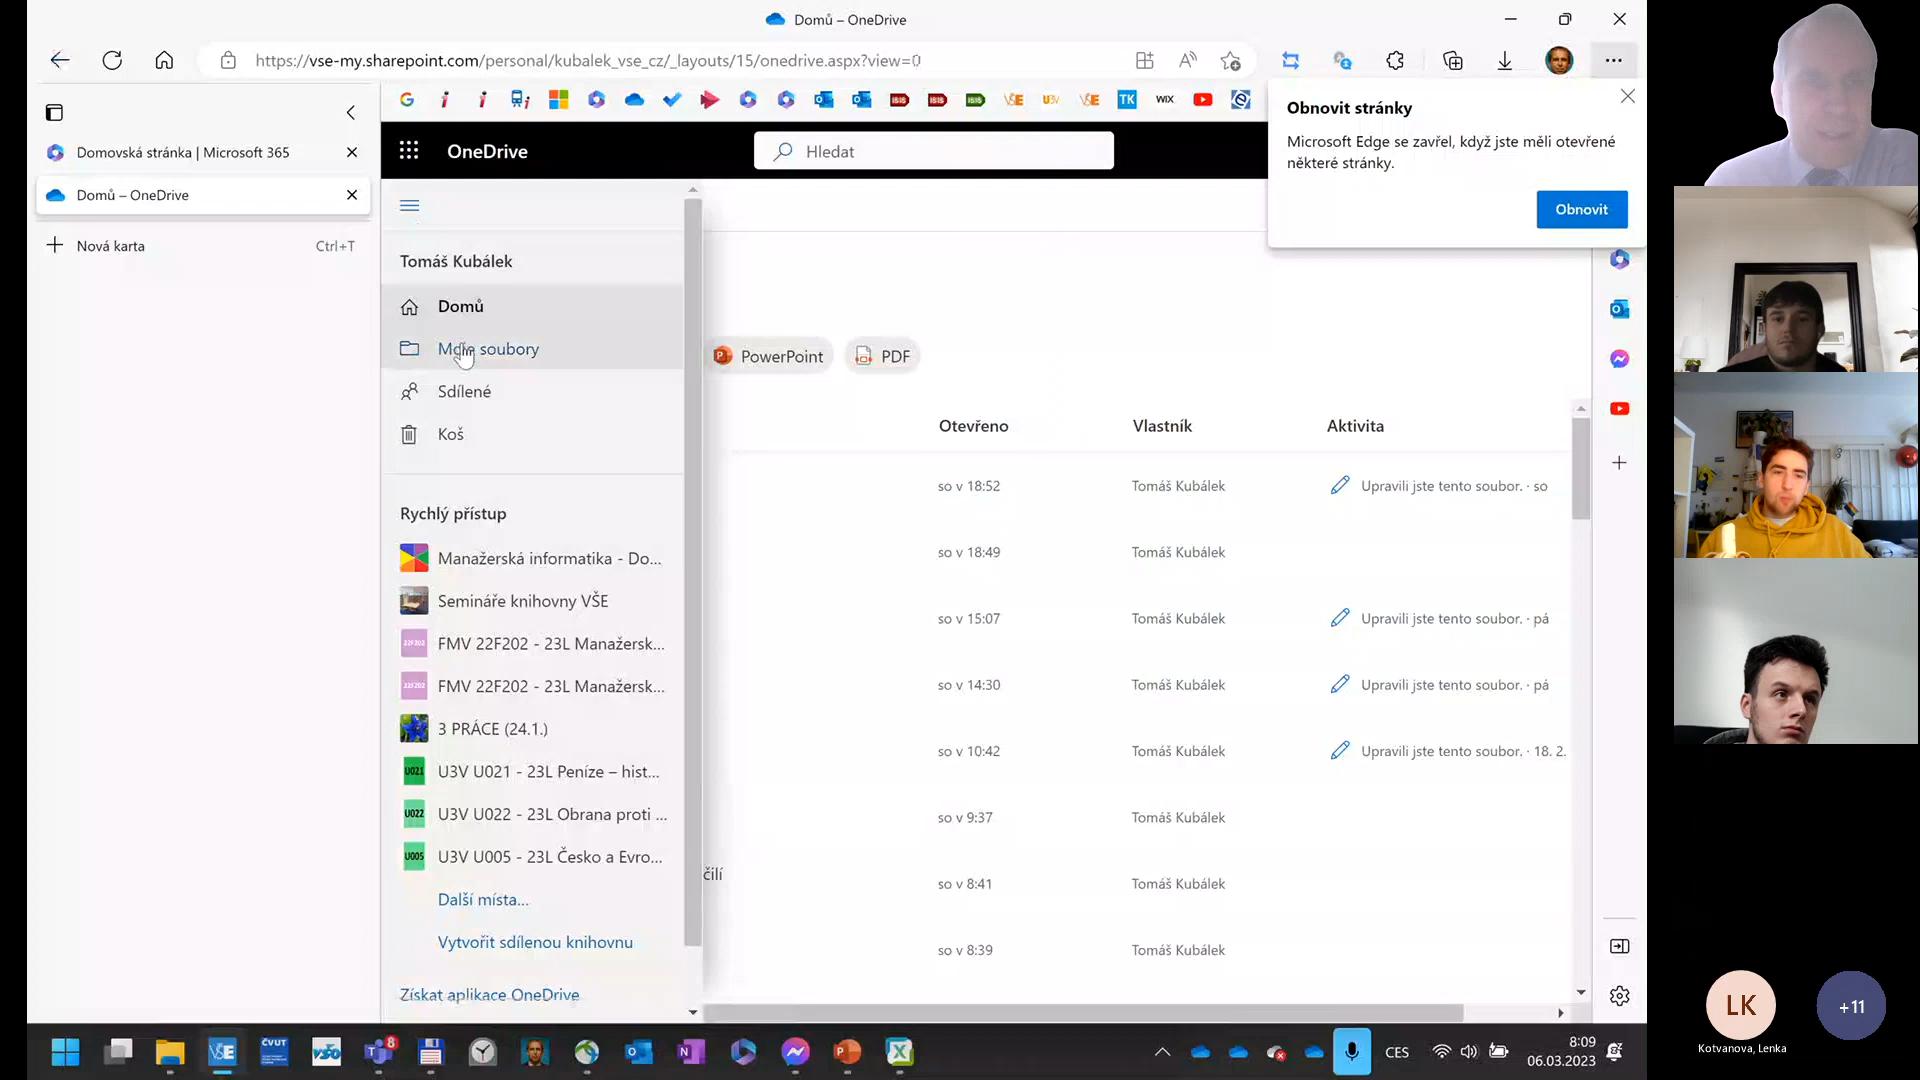 Domů – OneDrive
https://vse-my.sharepoint.com/personal/kubalek_vse_cz/_layouts/15/onedrive.aspx?view=0
Domovská stránka | Microsoft 365
Domů – OneDrive
Nová karta Ctrl+T
OneDrive
Hledat
Obnovit stránky
Microsoft Edge se zavřel, když jste měli otevřené
některé stránky.
Obnovit
Tomáš Kubálek
Domů
Moje soubory
Sdílené
Koš
Rychlý přístup
Manažerská informatika - Do...
Semináře knihovny VŠE
FMV 22F202 - 23L Manažersk...
FMV 22F202 - 23L Manažersk...
3 PRÁCE (24.1.)
U021 U3V U021 - 23L Peníze – hist...
U022 U3V U022 - 23L Obrana proti ...
U005 U3V U005 - 23L Česko a Evro...
Další místa...
Vytvořit sdílenou knihovnu
Získat aplikace OneDrive
PowerPoint PDF
Otevřeno Vlastník Aktivita
so v 18:52 Tomáš Kubálek Upravili jste tento soubor. · so
so v 18:49 Tomáš Kubálek
so v 15:07 Tomáš Kubálek Upravili jste tento soubor. · pá
so v 14:30 Tomáš Kubálek Upravili jste tento soubor. · pá
so v 10:42 Tomáš Kubálek Upravili jste tento soubor. · 18. 2.
so v 9:37 Tomáš Kubálek
čílí so v 8:41 Tomáš Kubálek
so v 8:39 Tomáš Kubálek
LK
+11
Kotvanova, Lenka
VŠE
ČVUT
8
CES
8:09
06.03.2023